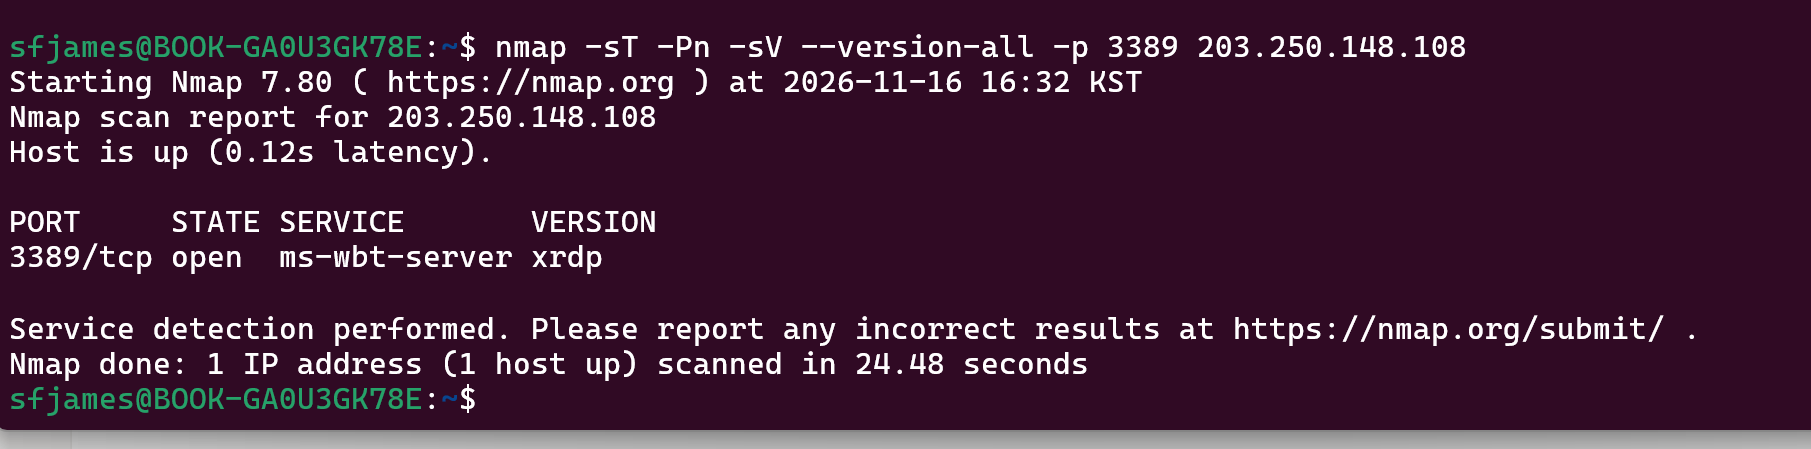 sfjames@BOOK-GA0U3GK78E:~$ nmap -sT -Pn -sV --version-all -p 3389 203.250.148.108
Starting Nmap 7.80 ( https://nmap.org ) at 2026-11-16 16:32 KST
Nmap scan report for 203.250.148.108
Host is up (0.12s latency).
PORT     STATE SERVICE       VERSION
3389/tcp open  ms-wbt-server xrdp
Service detection performed. Please report any incorrect results at https://nmap.org/submit/ .
Nmap done: 1 IP address (1 host up) scanned in 24.48 seconds
sfjames@BOOK-GA0U3GK78E:~$